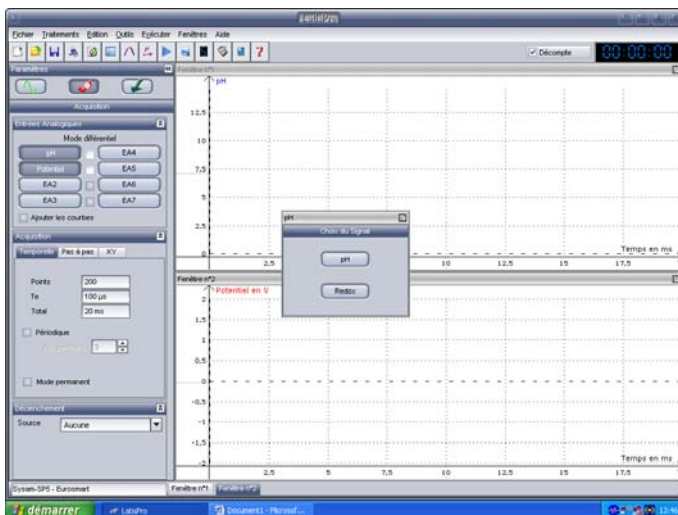 LatisPro
Fichier Traitements Edition Outils Exécuter Fenêtres Aide
Décompte
00:00:00
Paramètres
Acquisition
Entrées Analogiques
Mode différentiel
pH EA4
Potentiel EA5
EA2 EA6
EA3 EA7
Ajouter les courbes
Acquisition
Temporelle Pas à pas XY
Points 200
Te 100 µs
Total 20 ms
Périodique
5
Mode permanent
Déclenchement
Source Aucune
Sysam-SP5 - Eurosmart
Fenêtre n°1
pH
12,5
10
7,5
5
2,5
0
Temps en ms
2,5 10 12,5 15 17,5
pH
Choix du Signal
pH
Redox
Fenêtre n°2
Potentiel en V
2
1,5
1
0,5
0
-0,5
-1
-1,5
-2
Temps en ms
2,5 5 7,5 10 12,5 15 17,5
Fenêtre n°1 Fenêtre n°2
démarrer LatisPro Document1 - Microsof... 13:46